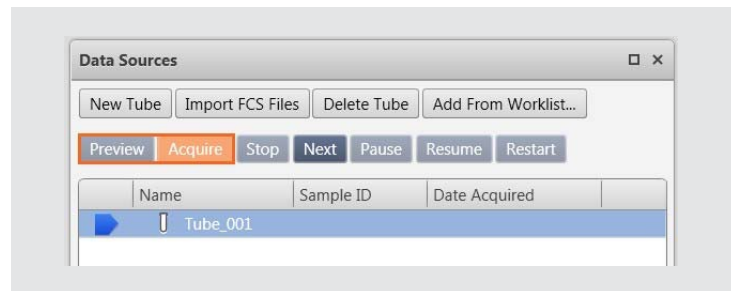 Data Sources
New Tube Import FCS Files Delete Tube Add From Worklist...
Preview Acquire Stop Next Pause Resume Restart
Name Sample ID Date Acquired
Tube_001